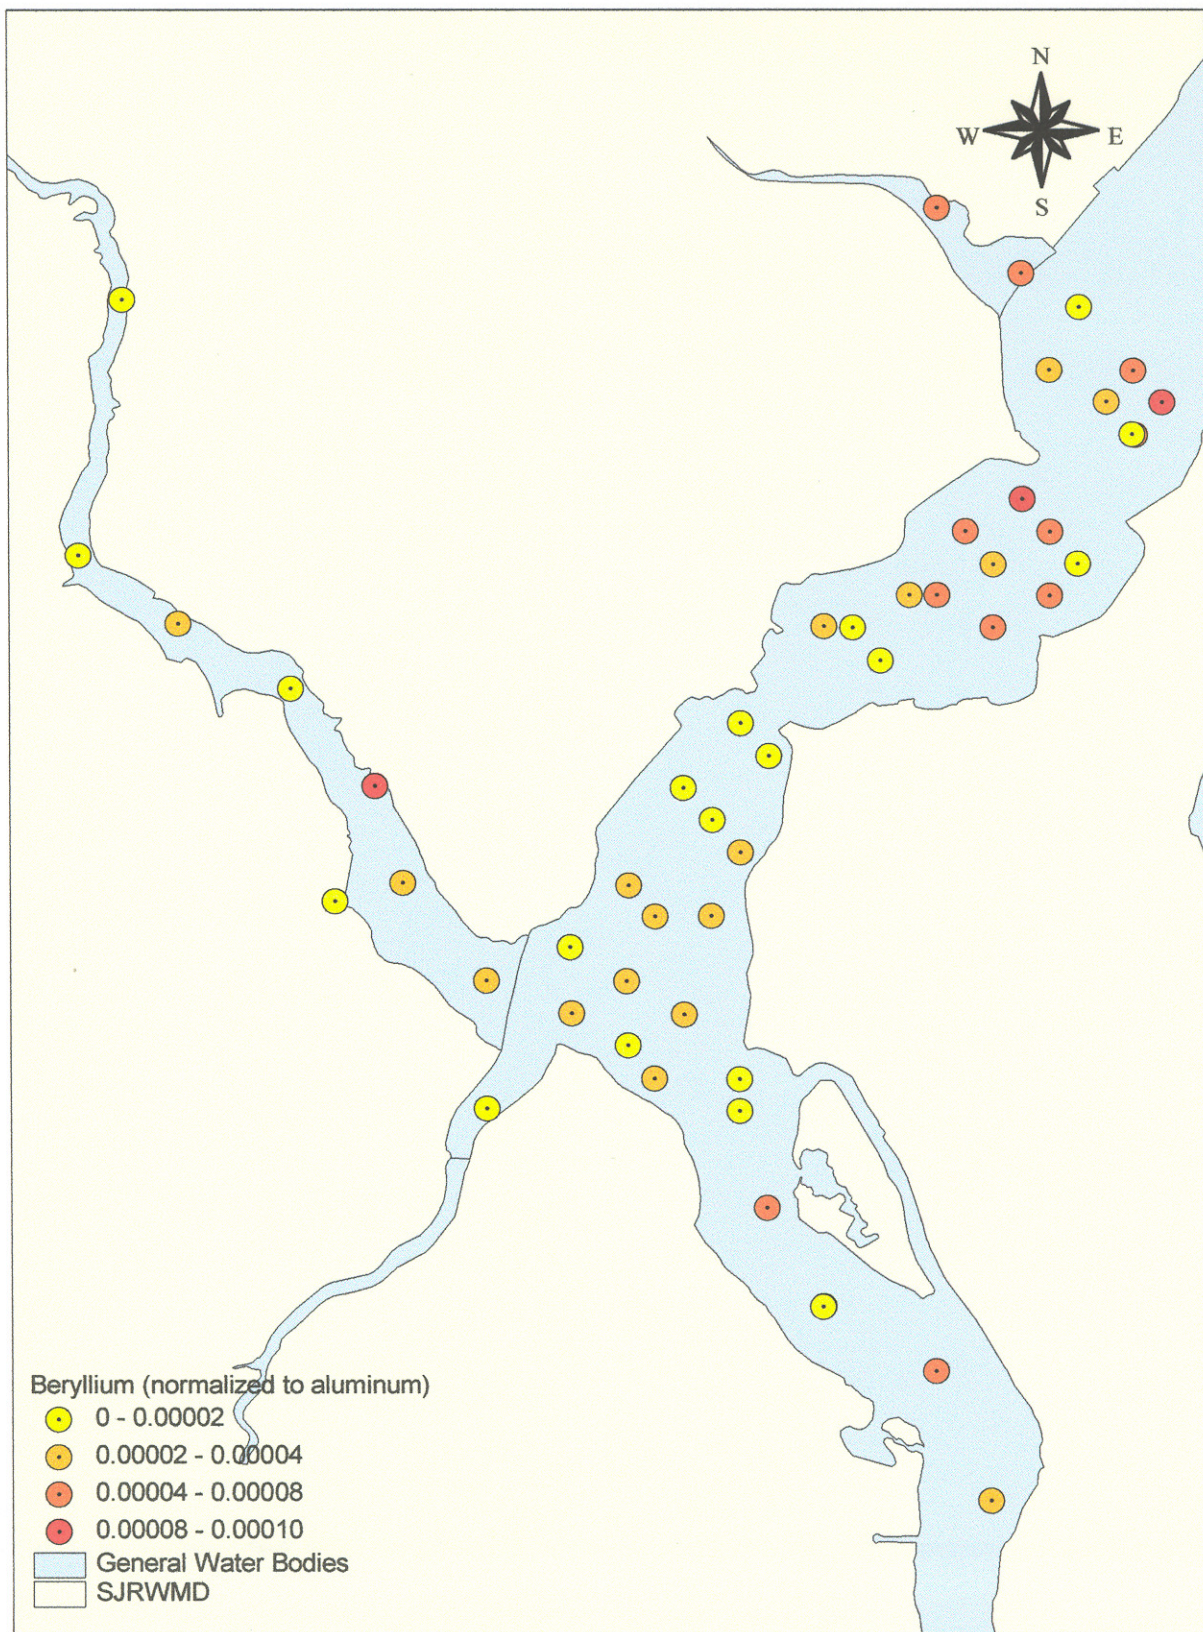 N
W E
S
Beryllium (normalized to aluminum)
0 - 0.00002
0.00002 - 0.00004
0.00004 - 0.00008
0.00008 - 0.00010
General Water Bodies
SJRWMD